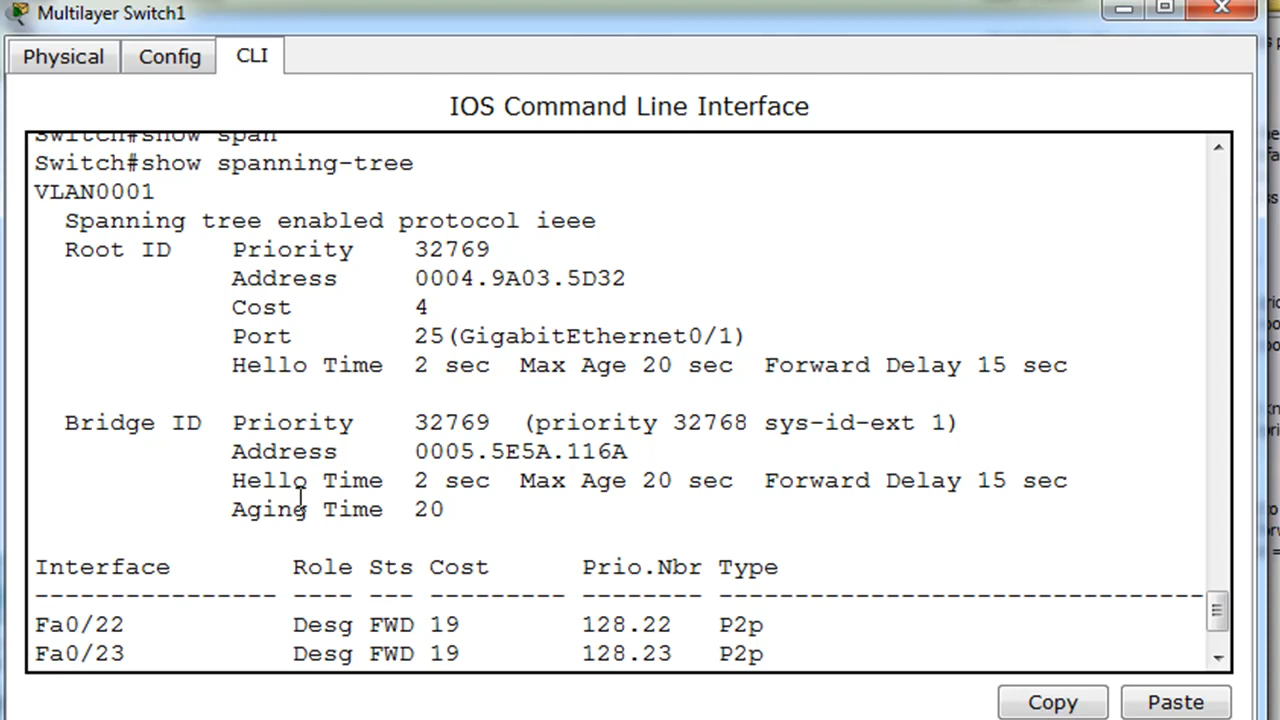 Multilayer Switch1
Physical Config CLI
IOS Command Line Interface
Switch#show span
Switch#show spanning-tree
VLAN0001
Spanning tree enabled protocol ieee
Root ID Priority 32769
Address 0004.9A03.5D32
Cost 4
Port 25(GigabitEthernet0/1)
Hello Time 2 sec Max Age 20 sec Forward Delay 15 sec
Bridge ID Priority 32769 (priority 32768 sys-id-ext 1)
Address 0005.5E5A.116A
Hello Time 2 sec Max Age 20 sec Forward Delay 15 sec
Aging Time 20
Interface Role Sts Cost Prio.Nbr Type
---------------- ---- --- --------- -------- --------------------------------
Fa0/22 Desg FWD 19 128.22 P2p
Fa0/23 Desg FWD 19 128.23 P2p
Copy Paste